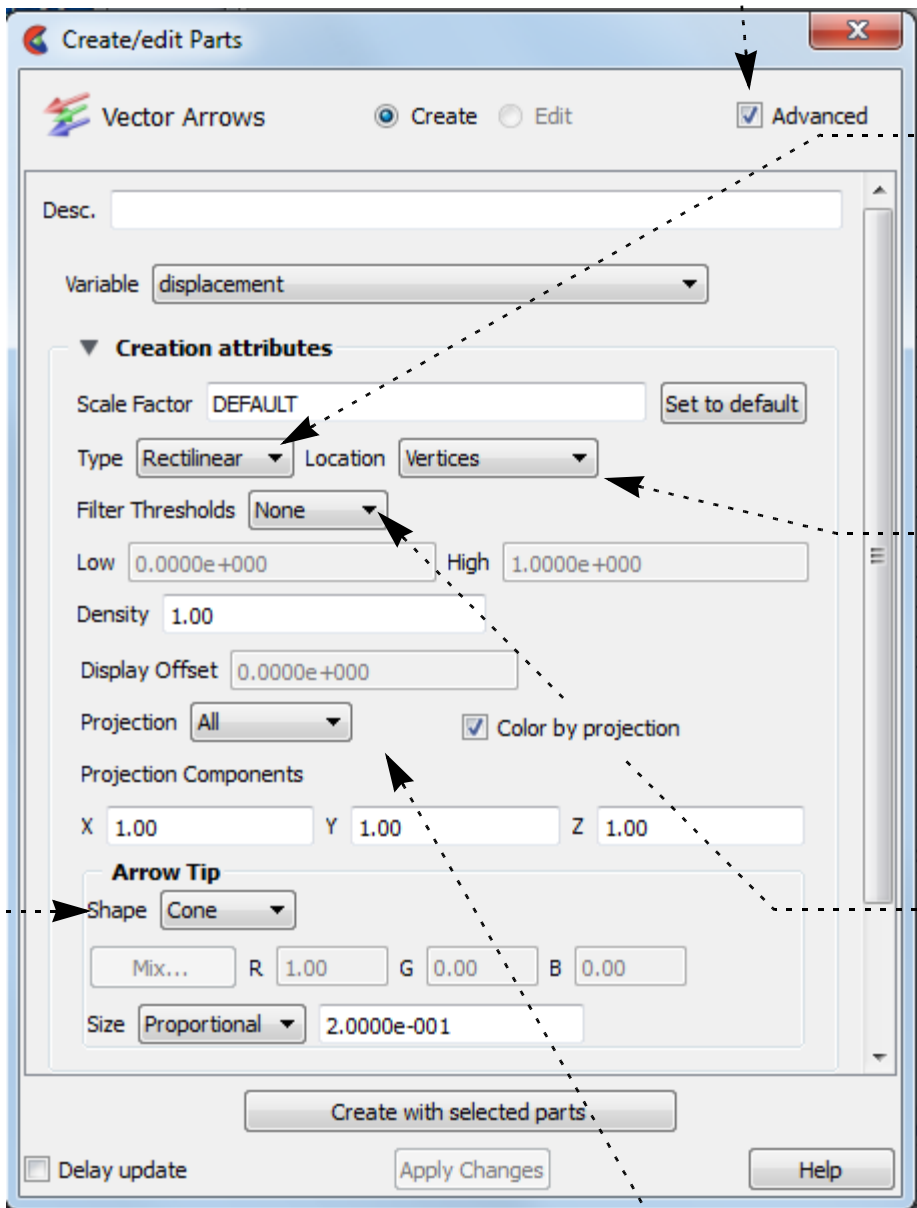 Create/edit Parts
Vector Arrows Create Edit Advanced
Desc.
Variable displacement
Creation attributes
Scale Factor DEFAULT Set to default
Type Rectilinear Location Vertices
Filter Thresholds None
Low 0.0000e+000 High 1.0000e+000
Density 1.00
Display Offset 0.0000e+000
Projection All Color by projection
Projection Components
X 1.00 Y 1.00 Z 1.00
Arrow Tip
Shape Cone
Mix... R 1.00 G 0.00 B 0.00
Size Proportional 2.0000e-001
Create with selected parts
Delay update Apply Changes Help